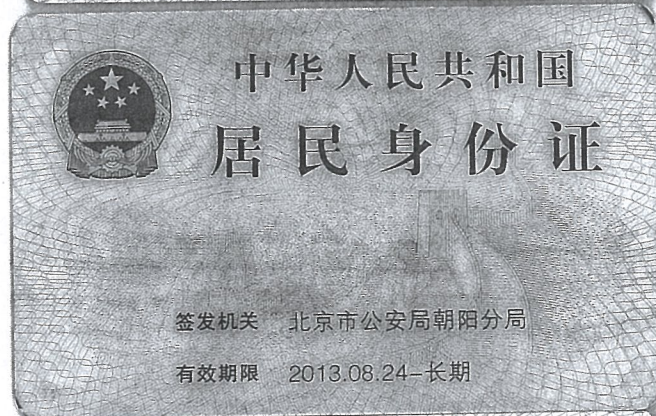 中华人民共和国
居民身份证
签发机关 北京市公安局朝阳分局
有效期限 2013.08.24-长期